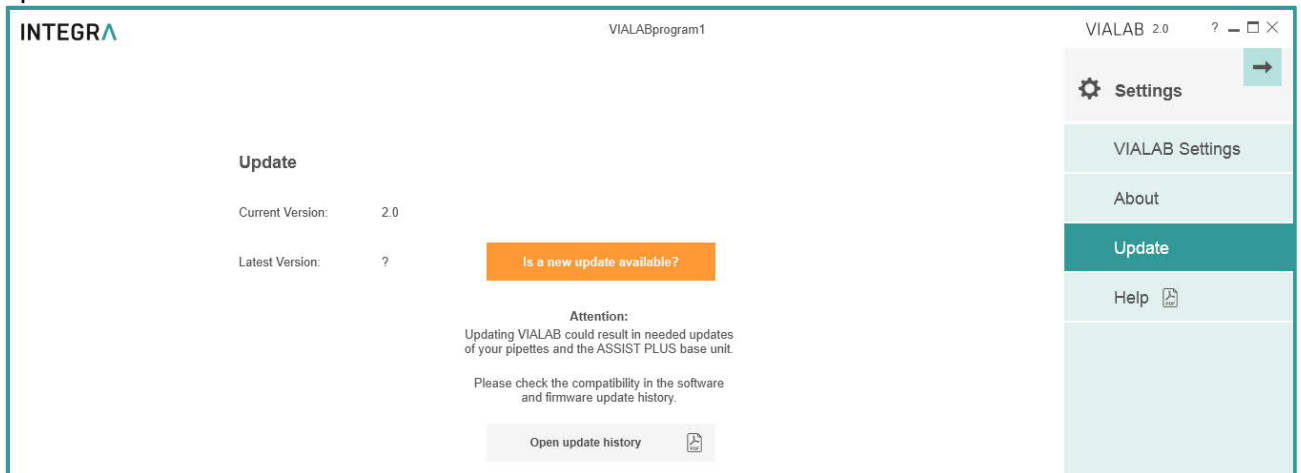 INTEGRA
VIALABprogram1
VIALAB 2.0 ?
Settings
VIALAB Settings
About
Update
Help PDF
Update
Current Version: 2.0
Latest Version: ?
Is a new update available?
Attention:
Updating VIALAB could result in needed updates
of your pipettes and the ASSIST PLUS base unit.
Please check the compatibility in the software
and firmware update history.
Open update history PDF